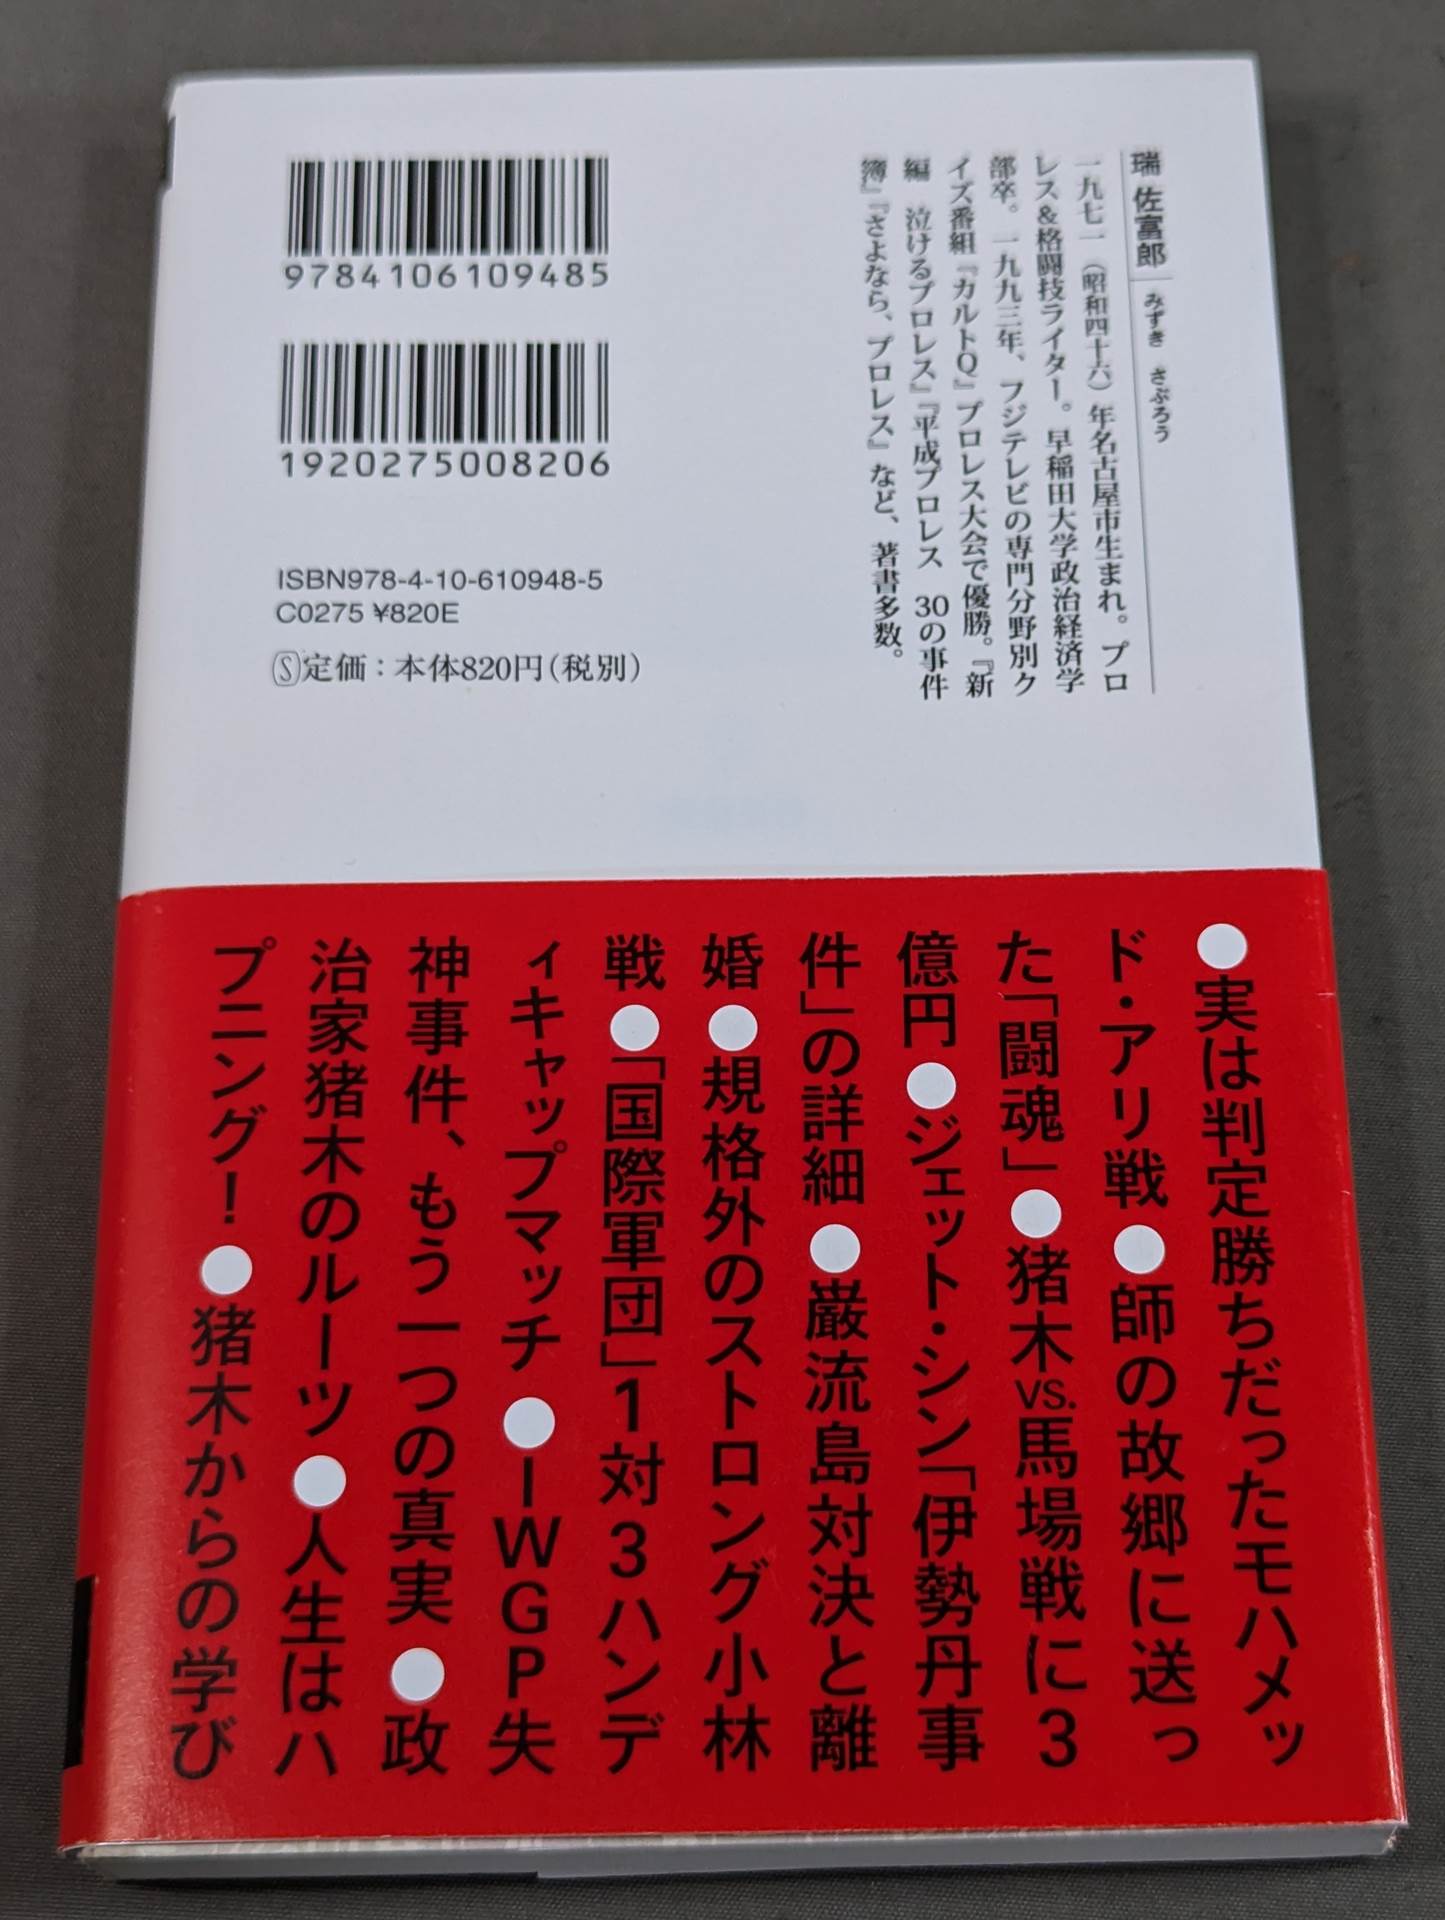 瑞 佐富郎 みずき さぶろう
一九七一（昭和四十六）年名古屋市生まれ。プロ
レス&格闘技ライター。早稲田大学政治経済学
部卒。一九九三年、フジテレビの専門分野別ク
イズ番組『カルトQ』プロレス大会で優勝。『新
編　泣けるプロレス』『平成プロレス　30の事件
簿』『さよなら、プロレス』など、著書多数。
9784106109485
1920275008206
ISBN978-4-10-610948-5
C0275 ¥820E
Ⓢ定価：本体820円（税別）
●実は判定勝ちだったモハメッ
ド・アリ戦●師の故郷に送っ
た「闘魂」●猪木vs.馬場戦に3
億円●ジェット・シン「伊勢丹事
件」の詳細●巌流島対決と離
婚●規格外のストロング小林
戦●「国際軍団」1対3ハンデ
ィキャップマッチ●IWGP失
神事件、もう一つの真実●政
治家猪木のルーツ●人生はハ
プニング！●猪木からの学び